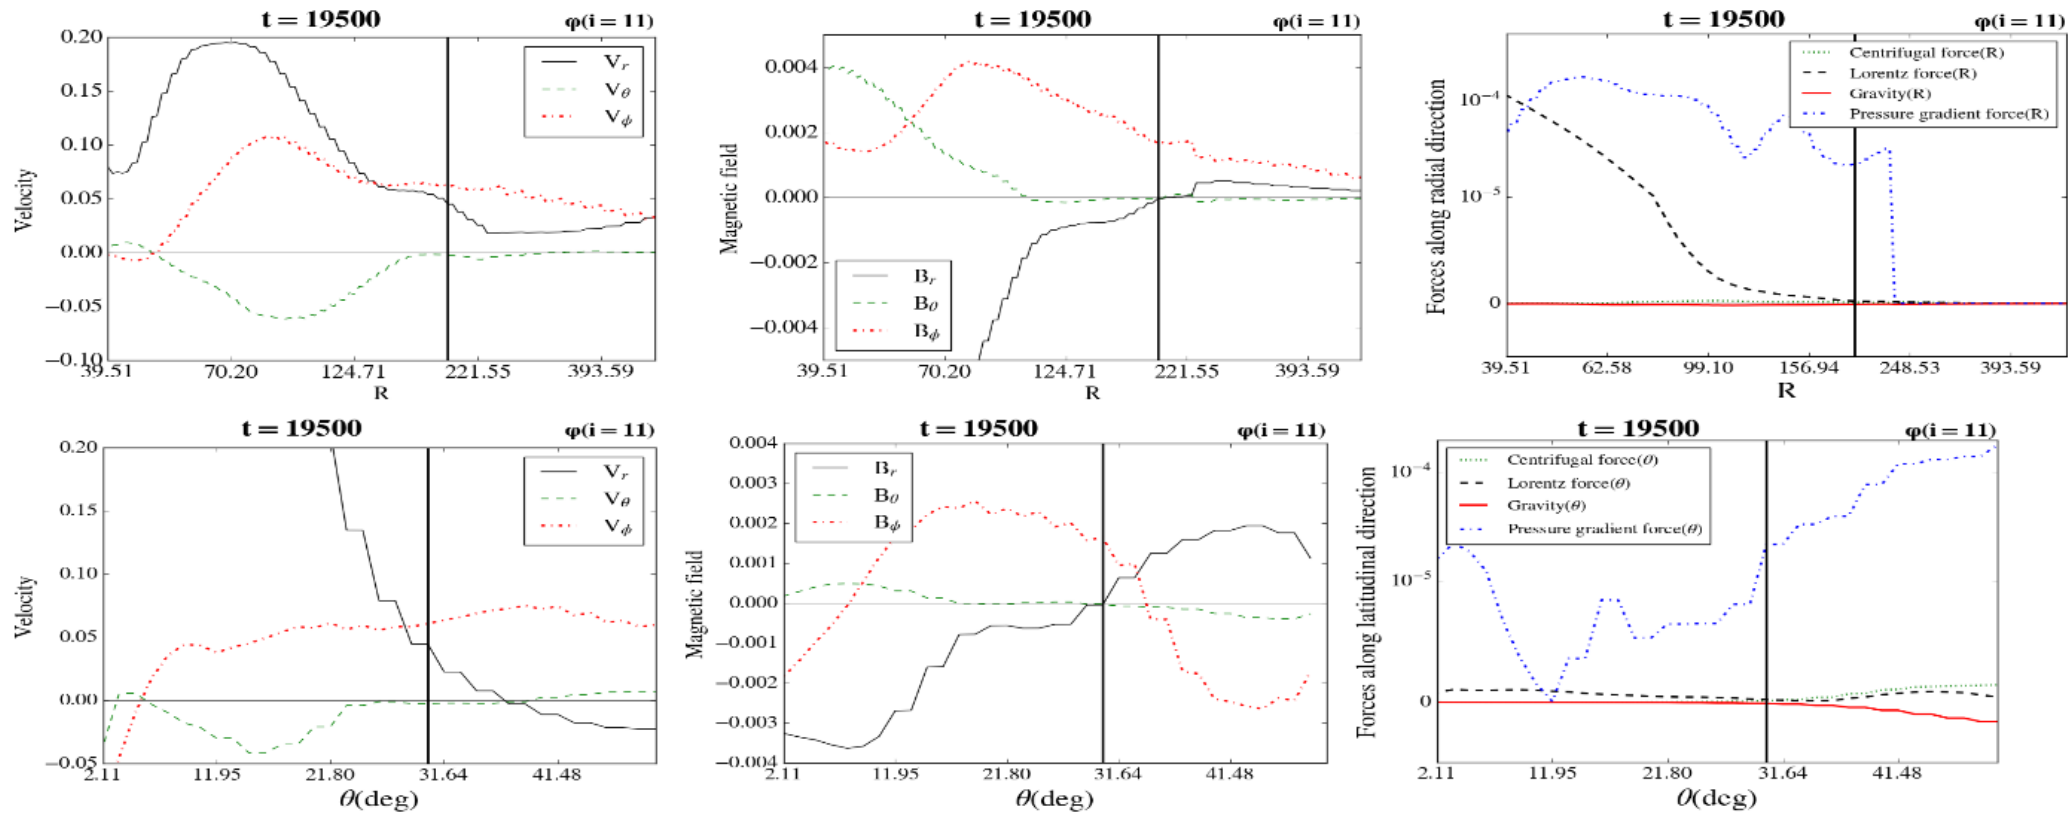 t = 19500 φ(i = 11)
Velocity
0.20
0.15
0.10
0.05
0.00
−0.05
−0.10
V_r
V_θ
V_ϕ
39.51 70.20 124.71 221.55 393.59
R
t = 19500 φ(i = 11)
Magnetic field
0.004
0.002
0.000
−0.002
−0.004
B_r
B_θ
B_ϕ
39.51 70.20 124.71 221.55 393.59
R
t = 19500 φ(i = 11)
Forces along radial direction
10⁻⁴
10⁻⁵
0
Centrifugal force(R)
Lorentz force(R)
Gravity(R)
Pressure gradient force(R)
39.51 62.58 99.10 156.94 248.53 393.59
R
t = 19500 φ(i = 11)
Velocity
0.20
0.15
0.10
0.05
0.00
−0.05
V_r
V_θ
V_ϕ
2.11 11.95 21.80 31.64 41.48
θ(deg)
t = 19500 φ(i = 11)
Magnetic field
0.004
0.003
0.002
0.001
0.000
−0.001
−0.002
−0.003
−0.004
B_r
B_θ
B_ϕ
2.11 11.95 21.80 31.64 41.48
θ(deg)
t = 19500 φ(i = 11)
Forces along latitudinal direction
10⁻⁴
10⁻⁵
0
Centrifugal force(θ)
Lorentz force(θ)
Gravity(θ)
Pressure gradient force(θ)
2.11 11.95 21.80 31.64 41.48
θ(deg)